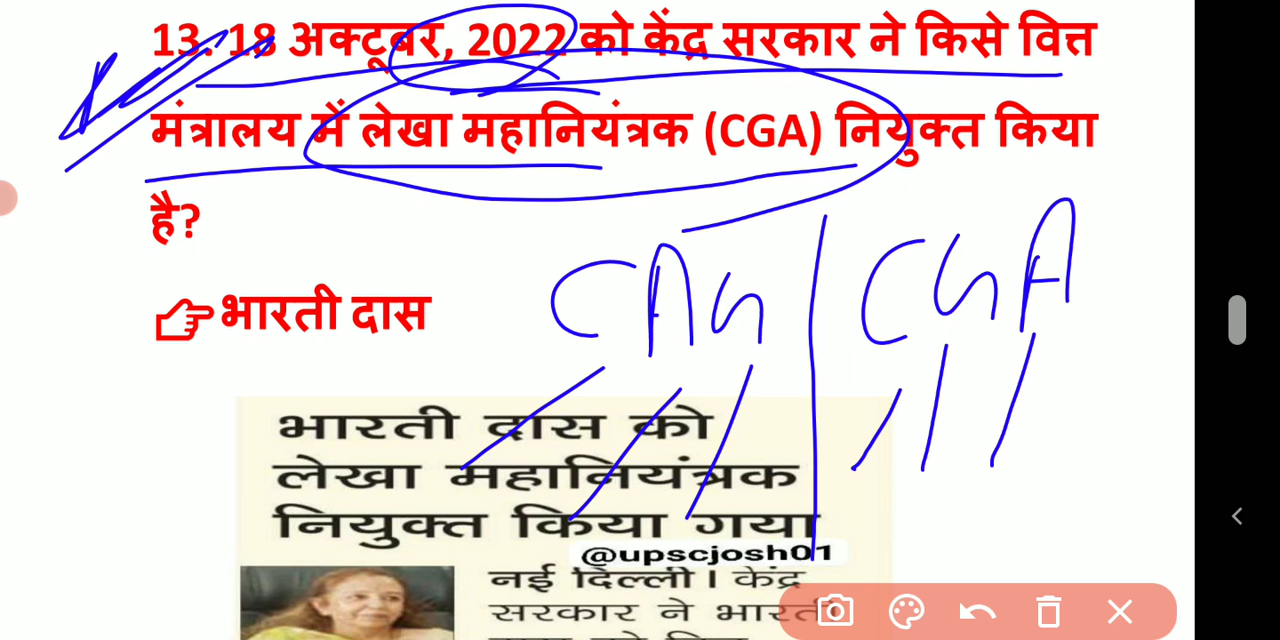 13. 18 अक्टूबर, 2022 को केंद्र सरकार ने किसे वित्त
मंत्रालय में लेखा महानियंत्रक (CGA) नियुक्त किया
है?
भारती दास
CAG | CGA
भारती दास को
लेखा महानियंत्रक
नियुक्त किया गया
@upscjosh01
नई दिल्ली। केंद्र
सरकार ने भारती